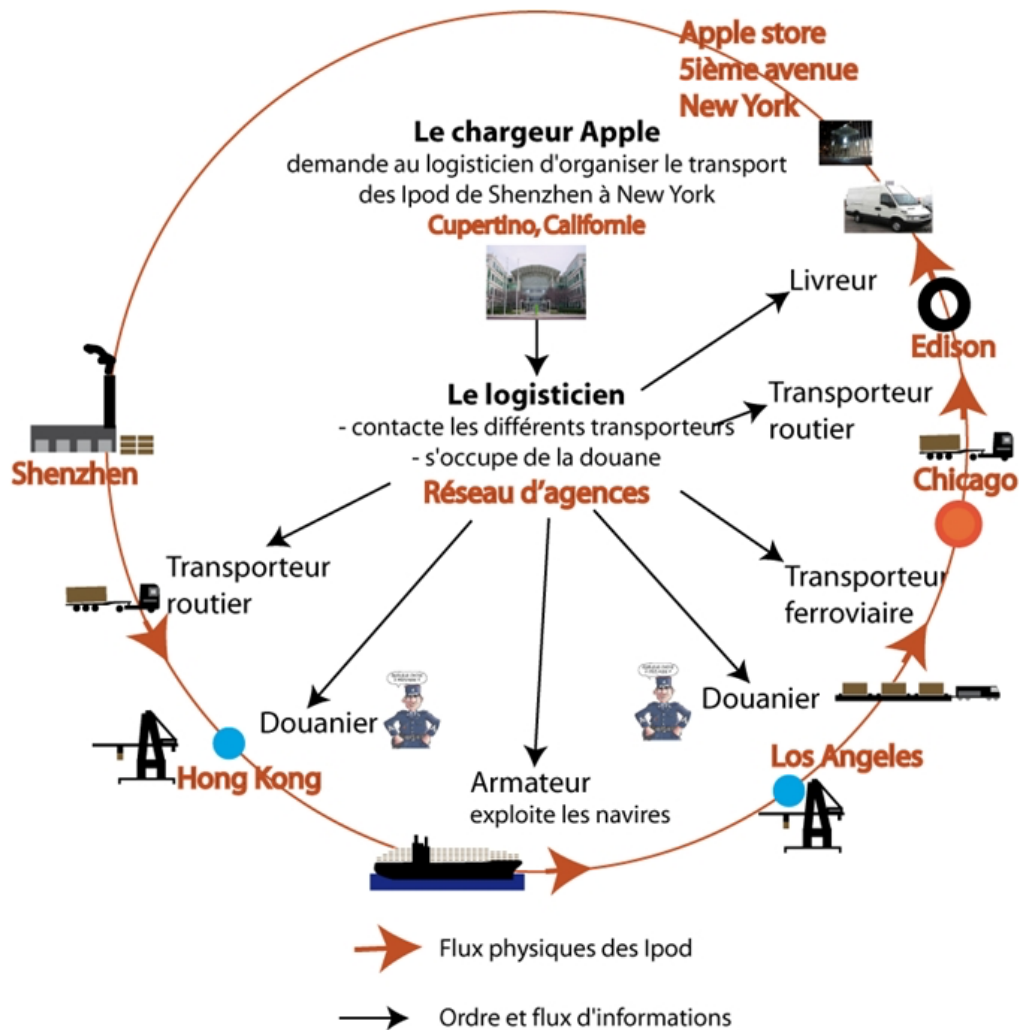 Apple store
5ième avenue
New York
Le chargeur Apple
demande au logisticien d'organiser le transport
des Ipod de Shenzhen à New York
Cupertino, Californie
Livreur
Edison
Le logisticien
- contacte les différents transporteurs
- s'occupe de la douane
Réseau d'agences
Transporteur
routier
Chicago
Shenzhen
Transporteur
routier
Transporteur
ferroviaire
Douanier
Douanier
Hong Kong
Los Angeles
Armateur
exploite les navires
Flux physiques des Ipod
Ordre et flux d'informations